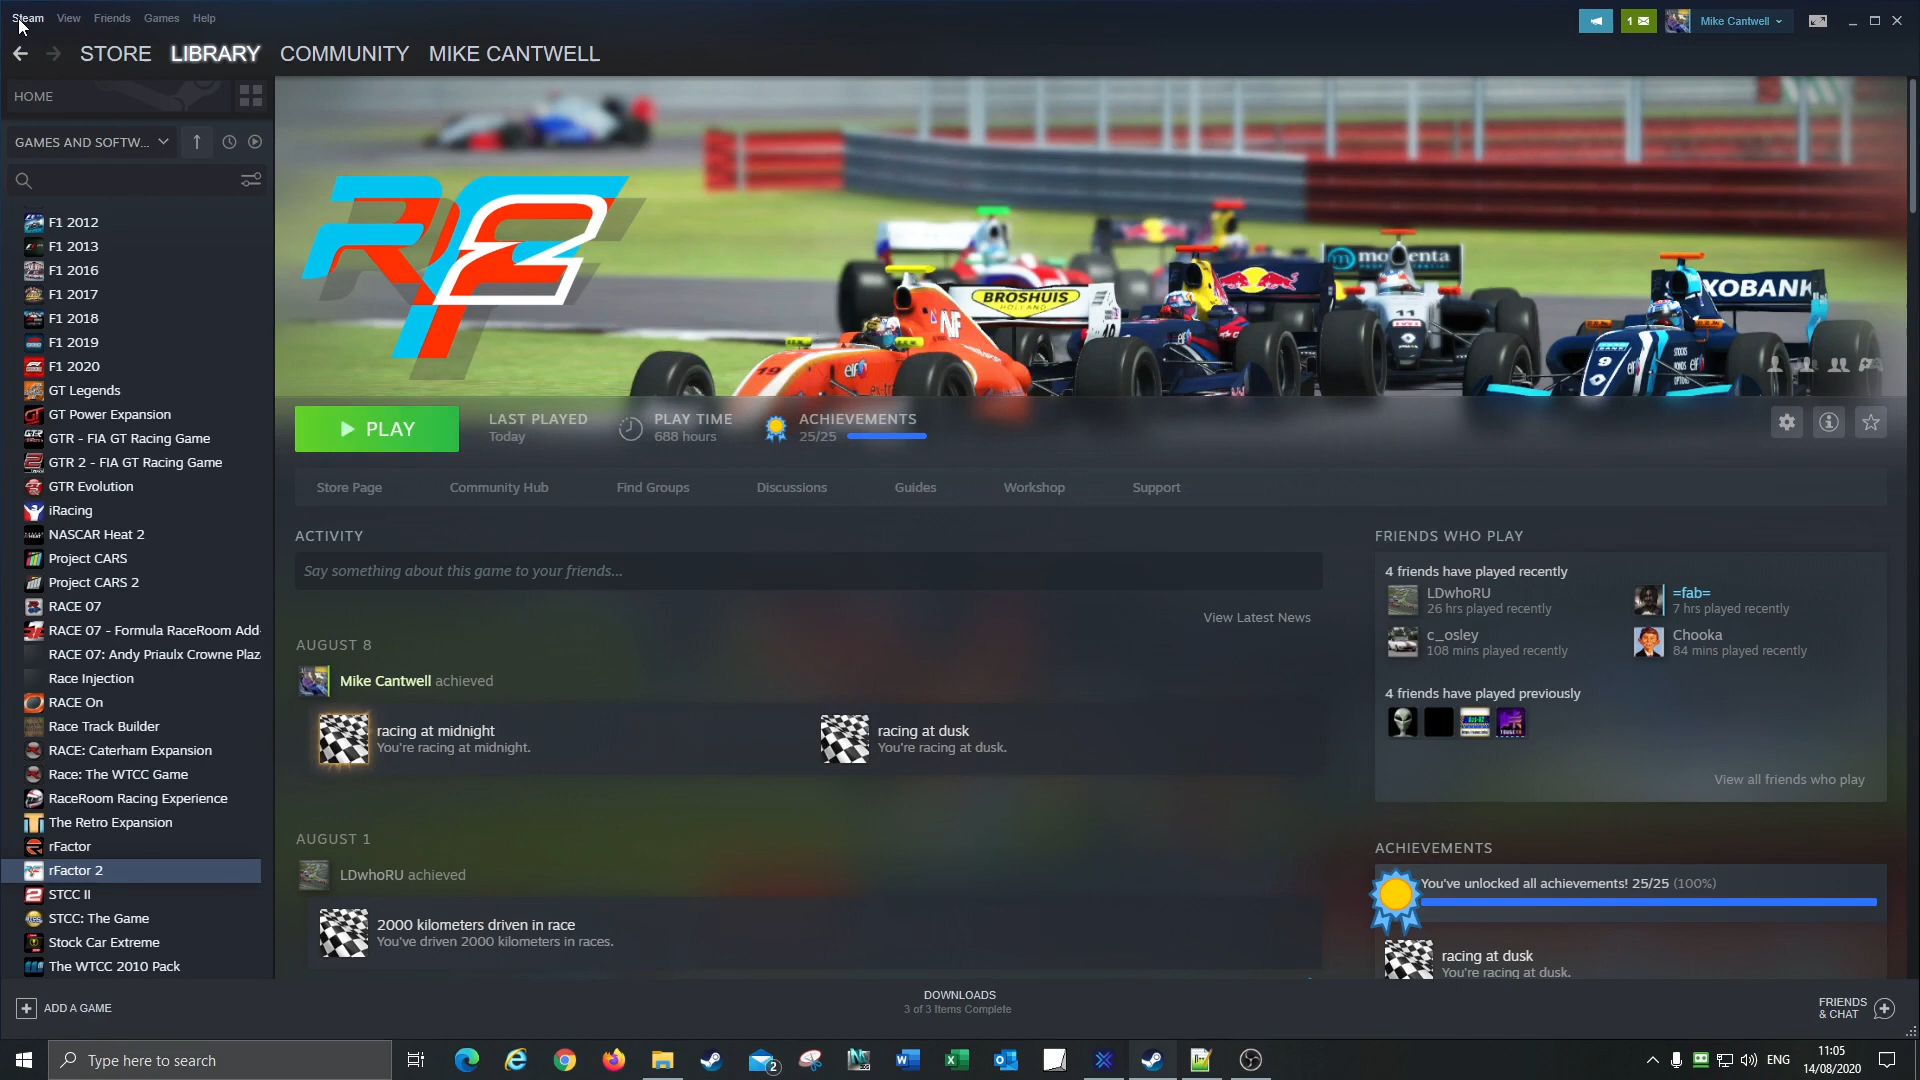 Steam View Friends Games Help
1 Mike Cantwell
STORE LIBRARY COMMUNITY MIKE CANTWELL
HOME
GAMES AND SOFTW...
F1 2012
F1 2013
F1 2016
F1 2017
F1 2018
F1 2019
F1 2020
GT Legends
GT Power Expansion
GTR - FIA GT Racing Game
GTR 2 - FIA GT Racing Game
GTR Evolution
iRacing
NASCAR Heat 2
Project CARS
Project CARS 2
RACE 07
RACE 07 - Formula RaceRoom Add-
RACE 07: Andy Priaulx Crowne Plaz
Race Injection
RACE On
Race Track Builder
RACE: Caterham Expansion
Race: The WTCC Game
RaceRoom Racing Experience
The Retro Expansion
rFactor
rFactor 2
STCC II
STCC: The Game
Stock Car Extreme
The WTCC 2010 Pack
RF2
BROSHUIS
HOLLAND
Red Bull
XOBANK
19
elf
11
9
PLAY
LAST PLAYED
Today
PLAY TIME
688 hours
ACHIEVEMENTS
25/25
Store Page Community Hub Find Groups Discussions Guides Workshop Support
ACTIVITY
Say something about this game to your friends...
View Latest News
AUGUST 8
Mike Cantwell achieved
racing at midnight
You're racing at midnight.
racing at dusk
You're racing at dusk.
AUGUST 1
LDwhoRU achieved
2000 kilometers driven in race
You've driven 2000 kilometers in races.
FRIENDS WHO PLAY
4 friends have played recently
LDwhoRU
26 hrs played recently
=fab=
7 hrs played recently
c_osley
108 mins played recently
Chooka
84 mins played recently
4 friends have played previously
View all friends who play
ACHIEVEMENTS
You've unlocked all achievements! 25/25 (100%)
racing at dusk
You're racing at dusk.
ADD A GAME
DOWNLOADS
3 of 3 Items Complete
FRIENDS
& CHAT
Type here to search
2
ENG
11:05
14/08/2020